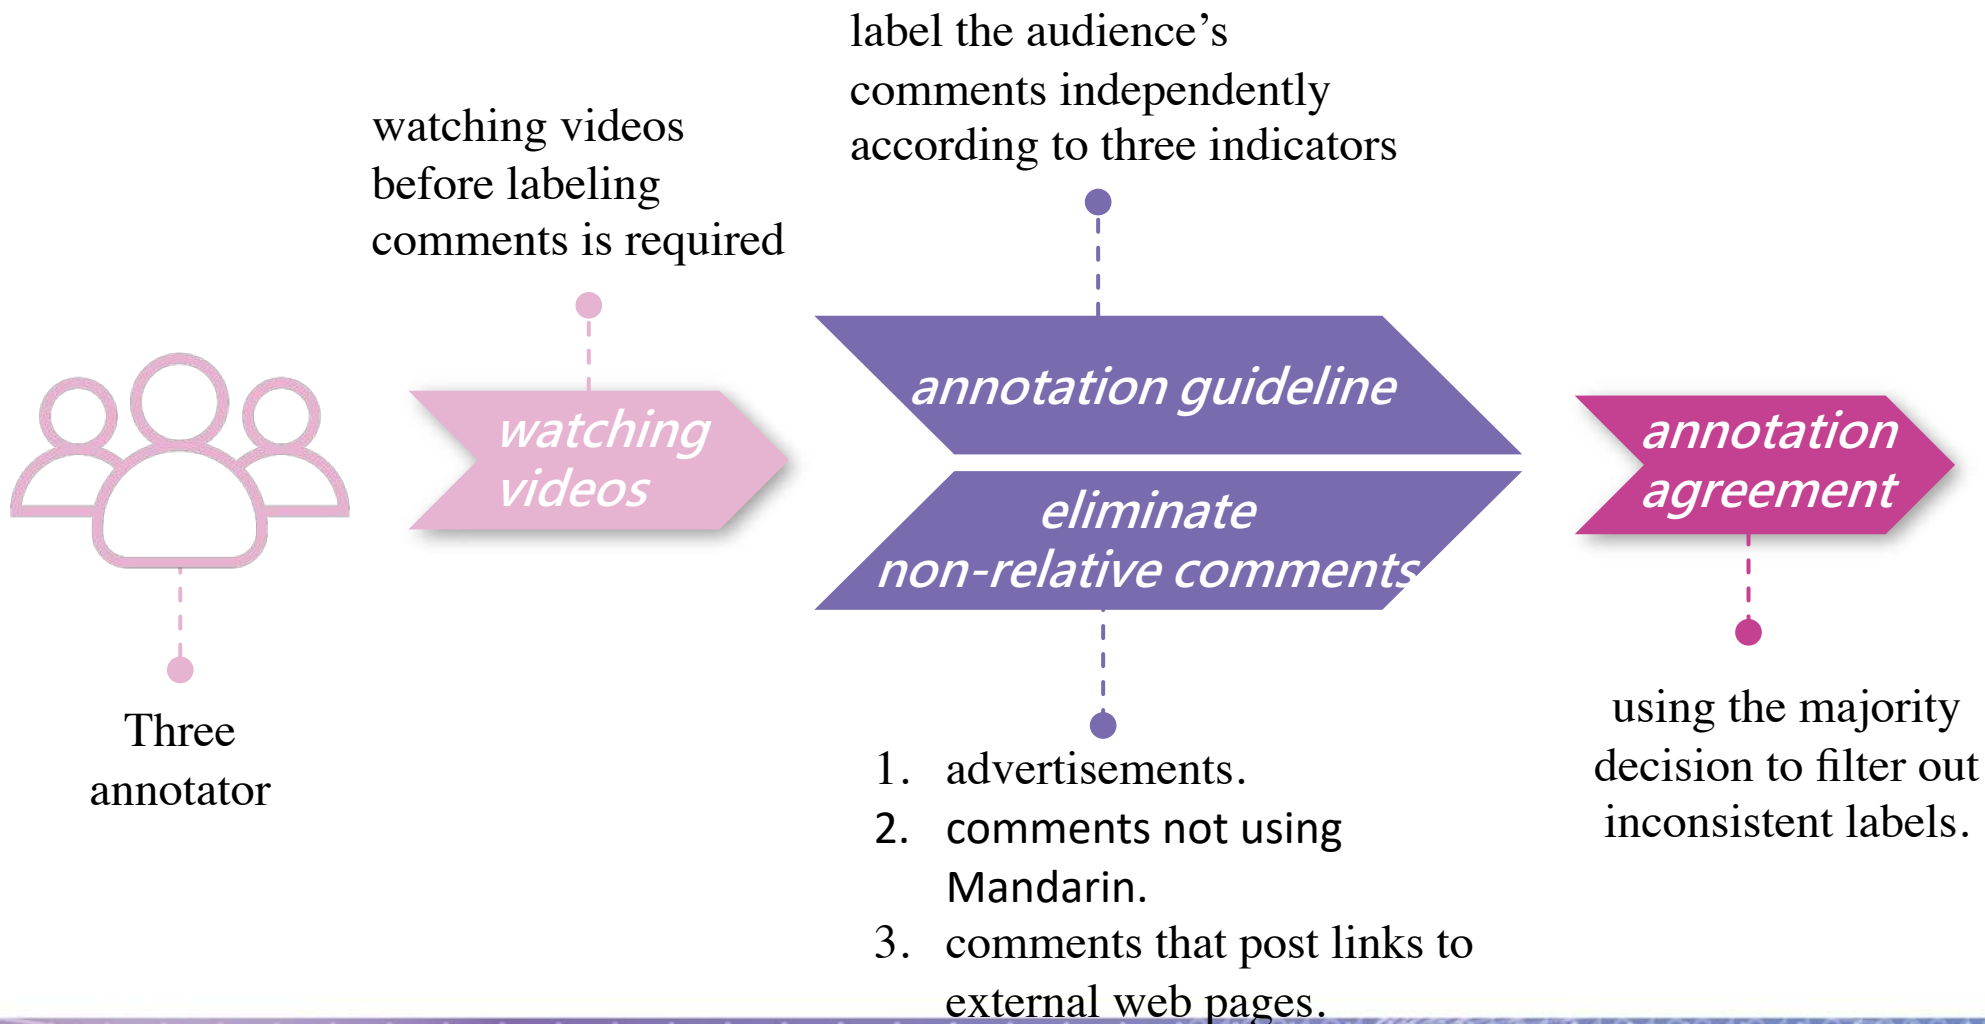 label the audience’s
comments independently
according to three indicators
watching videos
before labeling
comments is required
watching
videos
annotation guideline
eliminate
non-relative comments
annotation
agreement
Three
annotator
1. advertisements.
2. comments not using
Mandarin.
3. comments that post links to
external web pages.
using the majority
decision to filter out
inconsistent labels.